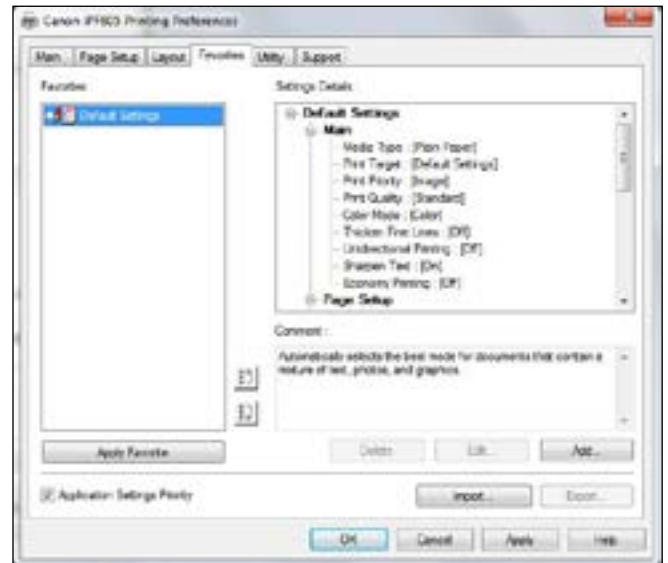 Canon iPF605 Printing Preferences
Main Page Setup Layout Favorites Utility Support
Favorites
Settings Details
Default Settings
Default Settings
Main
Media Type : [Plain Paper]
Print Target : [Default Settings]
Print Priority : [Image]
Print Quality : [Standard]
Color Mode : [Color]
Thicken Fine Lines : [Off]
Unidirectional Printing : [Off]
Sharpen Text : [On]
Economy Printing : [Off]
Page Setup
Comment :
Automatically selects the best mode for documents that contain a
mixture of text, photos, and graphics.
Apply Favorite
Delete Edit... Add...
Application Settings Priority
Import... Export...
OK Cancel Apply Help